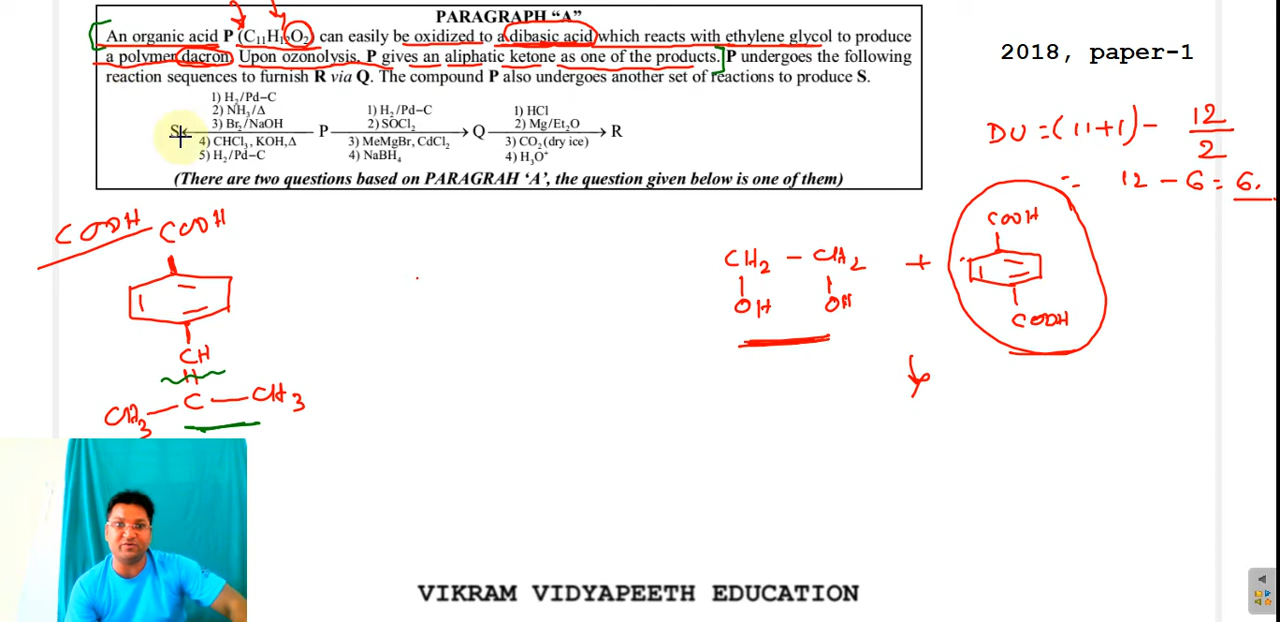 PARAGRAPH “A”
An organic acid P (C₁₁H₁₂O₂) can easily be oxidized to a dibasic acid which reacts with ethylene glycol to produce
a polymer dacron. Upon ozonolysis, P gives an aliphatic ketone as one of the products. P undergoes the following
reaction sequences to furnish R via Q. The compound P also undergoes another set of reactions to produce S.
1) H₂/Pd–C
2) NH₃/Δ
3) Br₂/NaOH
4) CHCl₃, KOH,Δ
5) H₂/Pd–C
S
P
1) H₂/Pd–C
2) SOCl₂
3) MeMgBr, CdCl₂
4) NaBH₄
Q
1) HCl
2) Mg/Et₂O
3) CO₂(dry ice)
4) H₃O⁺
R
(There are two questions based on PARAGRAH ‘A’, the question given below is one of them)
2018, paper-1
DU = (11+1) - 12/2
= 12 - 6 = 6.
COOH COOH
CH
CH₃ — C — CH₃
CH₂ - CH₂ +
OH OH
COOH
COOH
VIKRAM VIDYAPEETH EDUCATION